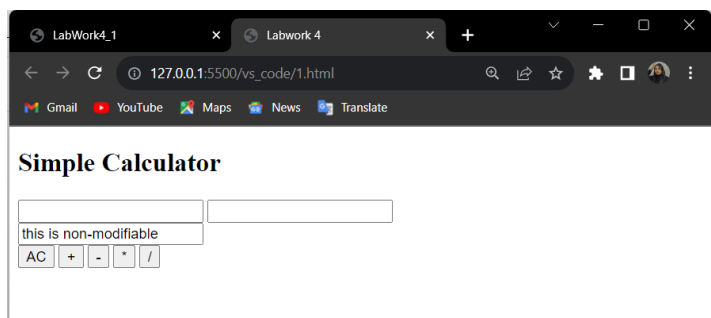 LabWork4_1 Labwork 4
127.0.0.1:5500/vs_code/1.html
Gmail YouTube Maps News Translate
Simple Calculator
this is non-modifiable
AC + - * /